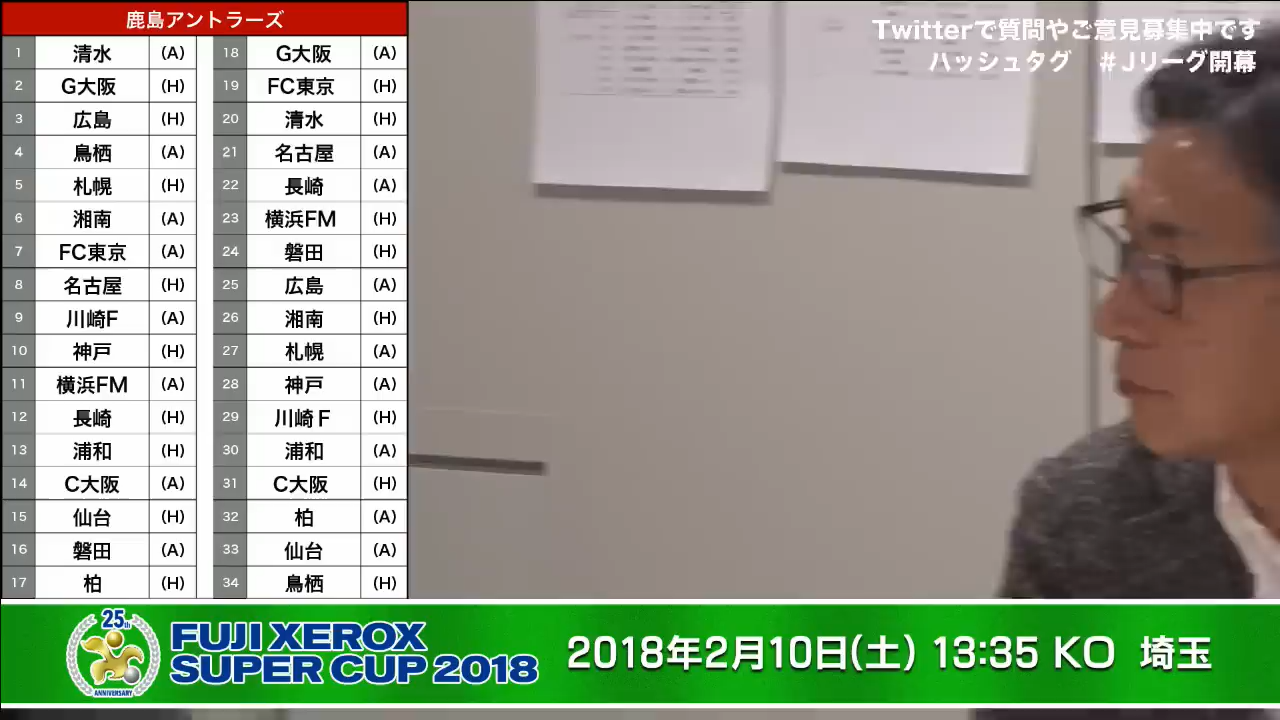 鹿島アントラーズ
1 清水 (A) 18 G大阪 (A)
2 G大阪 (H) 19 FC東京 (H)
3 広島 (H) 20 清水 (H)
4 鳥栖 (A) 21 名古屋 (A)
5 札幌 (H) 22 長崎 (A)
6 湘南 (A) 23 横浜FM (H)
7 FC東京 (A) 24 磐田 (H)
8 名古屋 (H) 25 広島 (A)
9 川崎F (A) 26 湘南 (H)
10 神戸 (H) 27 札幌 (A)
11 横浜FM (A) 28 神戸 (A)
12 長崎 (H) 29 川崎F (H)
13 浦和 (H) 30 浦和 (A)
14 C大阪 (A) 31 C大阪 (H)
15 仙台 (H) 32 柏 (A)
16 磐田 (A) 33 仙台 (A)
17 柏 (H) 34 鳥栖 (H)
Twitterで質問やご意見募集中です
ハッシュタグ #Jリーグ開幕
25th
ANNIVERSARY
FUJI XEROX
SUPER CUP 2018
2018年2月10日(土) 13:35 KO 埼玉